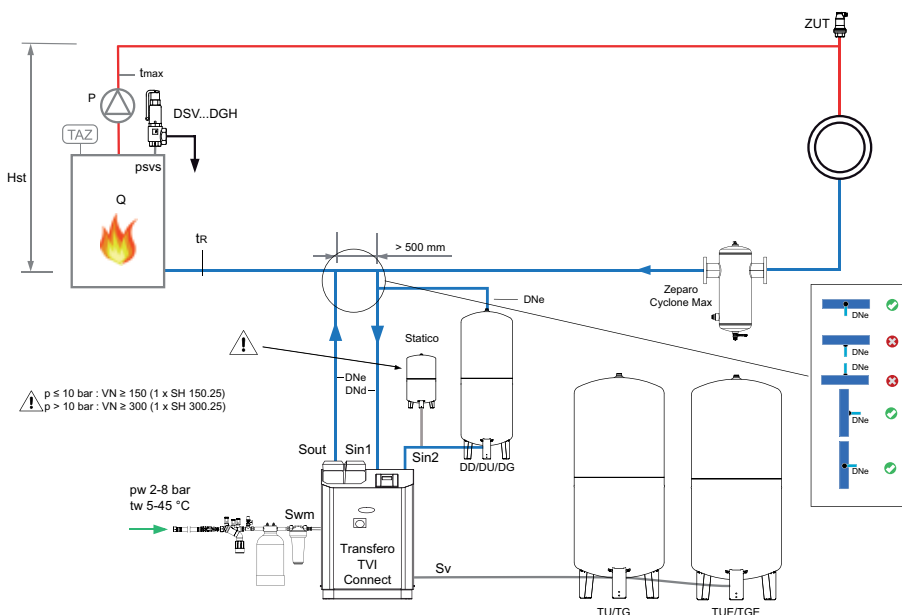 ZUT
tmax
P
DSV...DGH
TAZ
psvs
Hst
Q
tR
> 500 mm
DNe
Zeparo
Cyclone Max
DNe
DNe
DNe
DNe
DNe
Statico
DNe
DNd
p ≤ 10 bar : VN ≥ 150 (1 x SH 150.25)
p > 10 bar : VN ≥ 300 (1 x SH 300.25)
Sout
Sin1
Sin2
DD/DU/DG
pw 2-8 bar
tw 5-45 °C
Swm
Transfero
TVI
Connect
Sv
TU/TG
TUE/TGE